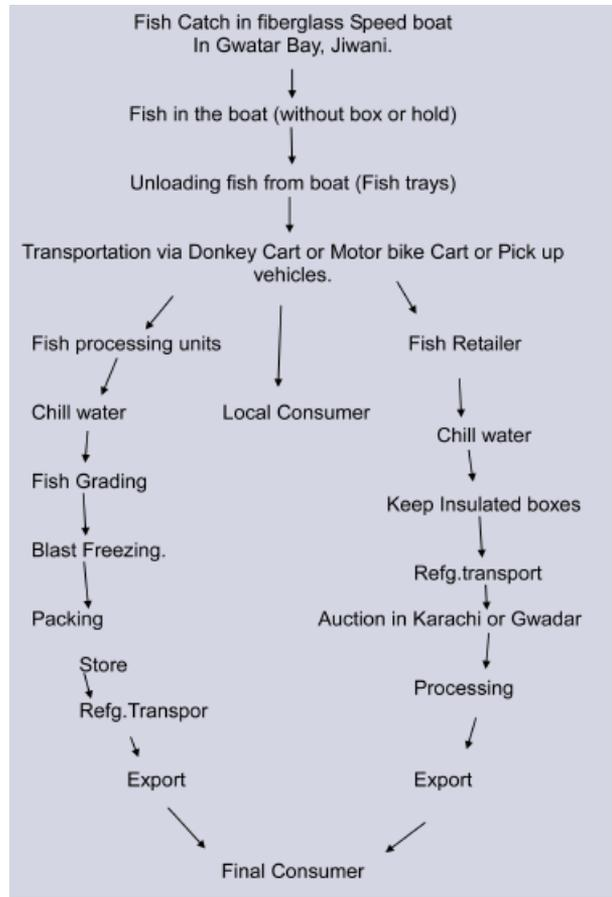 Fish Catch in fiberglass Speed boat
In Gwatar Bay, Jiwani.
Fish in the boat (without box or hold)
Unloading fish from boat (Fish trays)
Transportation via Donkey Cart or Motor bike Cart or Pick up
vehicles.
Fish processing units
Fish Retailer
Chill water
Local Consumer
Chill water
Fish Grading
Keep Insulated boxes
Blast Freezing.
Refg.transport
Packing
Auction in Karachi or Gwadar
Store
Processing
Refg.Transpor
Export
Export
Final Consumer